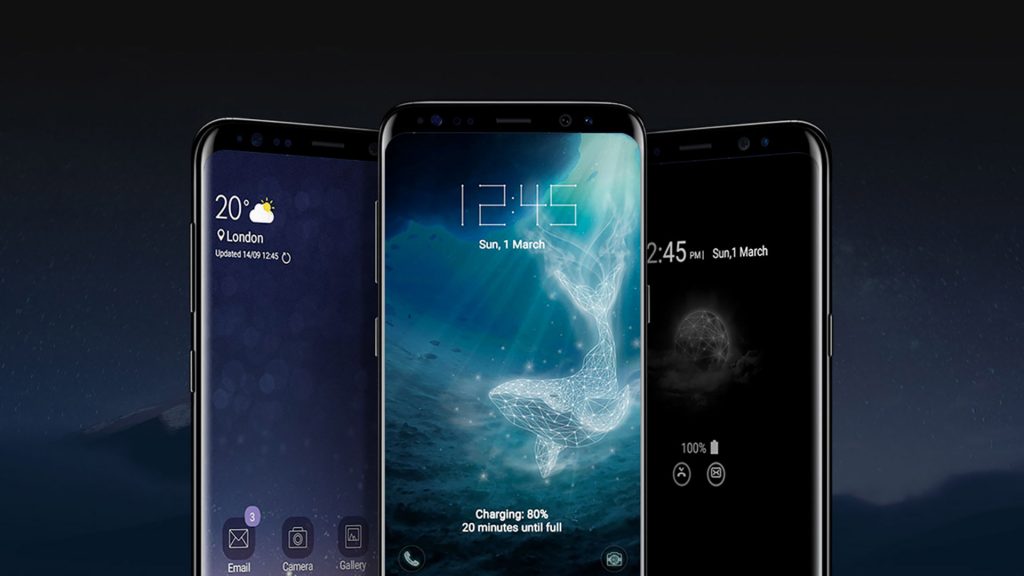 20°
London
Updated 14/09 12:45
3
Email
Camera
Gallery
12:45
Sun, 1 March
Charging: 80%
20 minutes until full
2:45 PM| Sun,1 March
100%